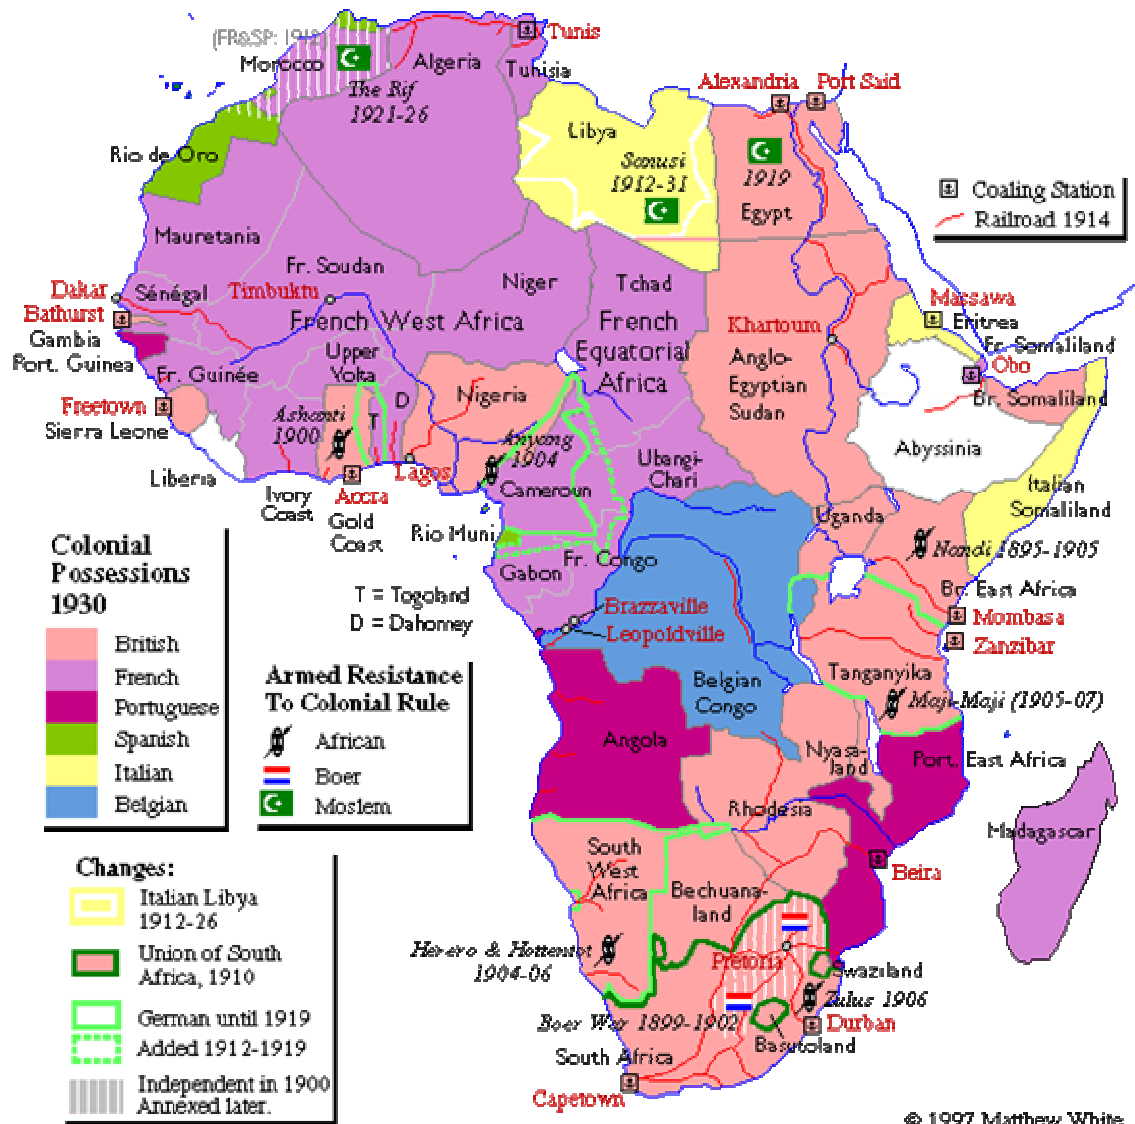 (FR&SP: 1912)
Morocco
Algeria
Tunis
Tunisia
The Rif
1921-26
Alexandria
Port Said
Libya
Sanusi
1912-31
1919
Egypt
Rio de Oro
Coaling Station
Railroad 1914
Mauretania
Fr. Soudan
Niger
Tchad
Dakar
Sénégal
Timbuktu
Bathurst
Gambia
Port. Guinea
French West Africa
French
Equatorial
Africa
Khartoum
Massawa
Eritrea
Fr. Somaliland
Obo
Br. Somaliland
Anglo-
Egyptian
Sudan
Upper
Volta
Fr. Guinée
D
T
Nigeria
Freetown
Sierra Leone
Ashanti
1900
Anyang
1904
Abyssinia
Liberia
Lagos
Ubangi-
Chari
Cameroun
Ivory
Coast
Accra
Gold
Coast
Italian
Somaliland
Uganda
Rio Muni
Nandi 1895-1905
Fr. Congo
Gabon
Br. East Africa
T = Togoland
D = Dahomey
Brazzaville
Leopoldville
Mombasa
Zanzibar
Belgian
Congo
Tanganyika
Maji-Maji (1905-07)
Colonial
Possessions
1930
British
French
Portuguese
Spanish
Italian
Belgian
Armed Resistance
To Colonial Rule
African
Boer
Moslem
Angola
Nyasa-
land
Port. East Africa
Rhodesia
Madagascar
South
West
Africa
Bechuana-
land
Beira
Changes:
Italian Libya
1912-26
Union of South
Africa, 1910
German until 1919
Added 1912-1919
Independent in 1900
Annexed later.
Herero & Hottentot
1904-06
Pretoria
Swaziland
Zulus 1906
Boer War 1899-1902
Durban
Basutoland
South Africa
Capetown
© 1997 Matthew White